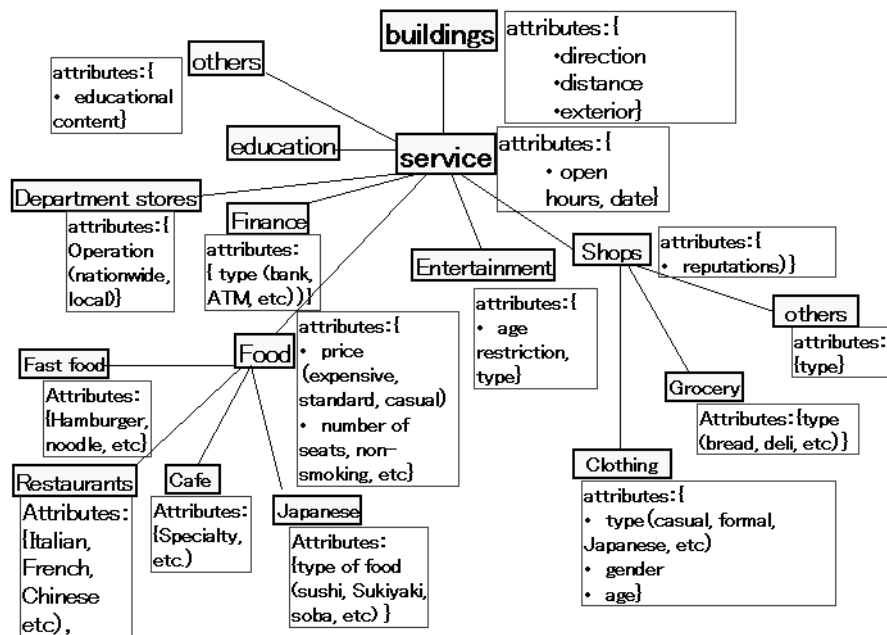 buildings
attributes:{
•direction
•distance
•exterior}
others
attributes:{
• educational
content}
education
service
attributes:{
• open
hours, date}
Department stores
attributes:{
Operation
(nationwide,
local)}
Finance
attributes:
{ type (bank,
ATM, etc))}
Entertainment
attributes:{
• age
restriction,
type}
Shops
attributes:{
• reputations)}
others
attributes:
{type}
Grocery
Attributes:{type
(bread, deli, etc)}
Clothing
attributes:{
• type(casual, formal,
Japanese, etc)
• gender
• age}
Food
attributes:{
• price
(expensive,
standard, casual)
• number of
seats, non-
smoking, etc}
Fast food
Attributes:
{Hamburger,
noodle, etc}
Restaurants
Attributes:
{Italian,
French,
Chinese
etc),
Cafe
Attributes:
{Specialty,
etc.)
Japanese
Attributes:
{type of food
(sushi, Sukiyaki,
soba, etc) }